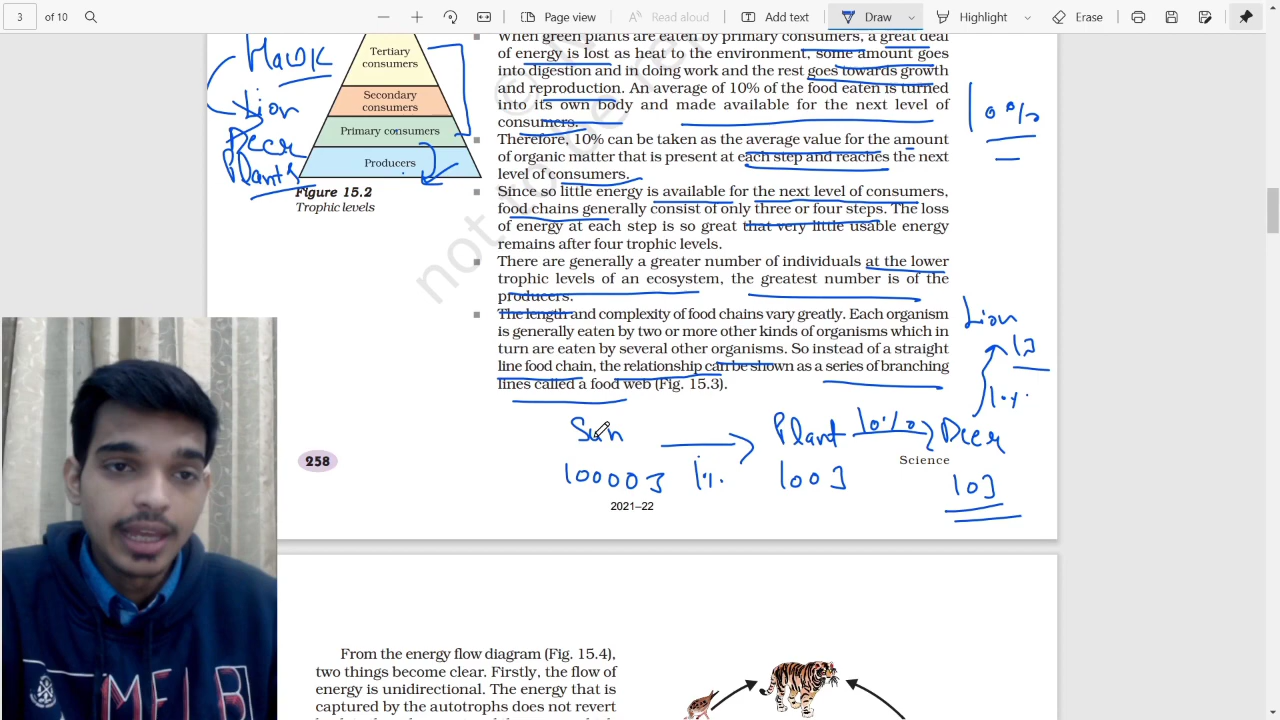 3 of 10 Page view Read aloud Add text Draw Highlight Erase
When green plants are eaten by primary consumers, a great deal
of energy is lost as heat to the environment, some amount goes
into digestion and in doing work and the rest goes towards growth
and reproduction. An average of 10% of the food eaten is turned
into its own body and made available for the next level of
consumers.
Therefore, 10% can be taken as the average value for the amount
of organic matter that is present at each step and reaches the next
level of consumers.
Since so little energy is available for the next level of consumers,
food chains generally consist of only three or four steps. The loss
of energy at each step is so great that very little usable energy
remains after four trophic levels.
There are generally a greater number of individuals at the lower
trophic levels of an ecosystem, the greatest number is of the
producers.
The length and complexity of food chains vary greatly. Each organism
is generally eaten by two or more other kinds of organisms which in
turn are eaten by several other organisms. So instead of a straight
line food chain, the relationship can be shown as a series of branching
lines called a food web (Fig. 15.3).
Hawk
Lion
Deer
Plants
Tertiary
consumers
Secondary
consumers
Primary consumers
Producers
Figure 15.2
Trophic levels
10%
Lion
1J
10%
Sun
Plant
10%
Deer
10000J
1%
100J
10J
258
Science
2021–22
not to be re
From the energy flow diagram (Fig. 15.4),
two things become clear. Firstly, the flow of
energy is unidirectional. The energy that is
captured by the autotrophs does not revert
MELB